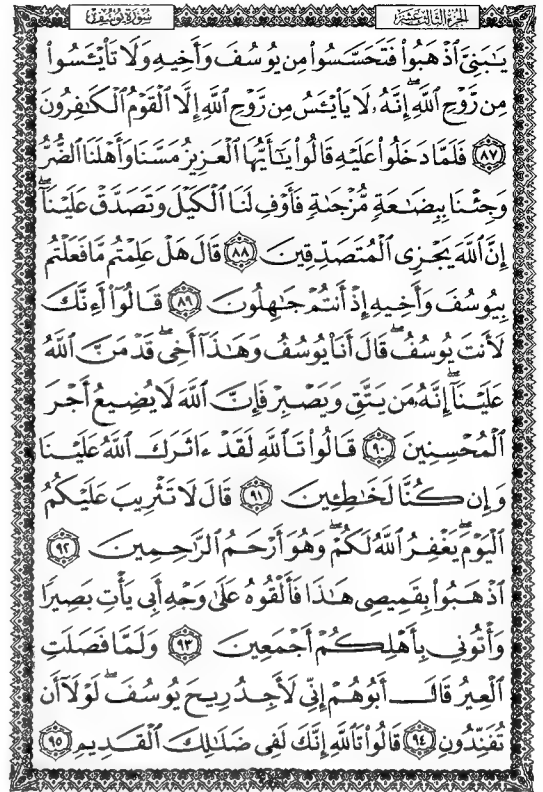 الجزء الثالث عشر
سورة يوسف
يَٰبَنِيَّ ٱذْهَبُوا۟ فَتَحَسَّسُوا۟ مِن يُوسُفَ وَأَخِيهِ وَلَا تَا۟يْـَٔسُوا۟
مِن رَّوْحِ ٱللَّهِ ۖ إِنَّهُۥ لَا يَا۟يْـَٔسُ مِن رَّوْحِ ٱللَّهِ إِلَّا ٱلْقَوْمُ ٱلْكَٰفِرُونَ
٨٧ فَلَمَّا دَخَلُوا۟ عَلَيْهِ قَالُوا۟ يَٰٓأَيُّهَا ٱلْعَزِيزُ مَسَّنَا وَأَهْلَنَا ٱلضُّرُّ
وَجِئْنَا بِبِضَٰعَةٍ مُّزْجَىٰةٍ فَأَوْفِ لَنَا ٱلْكَيْلَ وَتَصَدَّقْ عَلَيْنَآ ۖ
إِنَّ ٱللَّهَ يَجْزِى ٱلْمُتَصَدِّقِينَ ٨٨ قَالَ هَلْ عَلِمْتُم مَّا فَعَلْتُم
بِيُوسُفَ وَأَخِيهِ إِذْ أَنتُمْ جَٰهِلُونَ ٨٩ قَالُوٓا۟ أَءِنَّكَ
لَأَنتَ يُوسُفُ ۖ قَالَ أَنَا۠ يُوسُفُ وَهَٰذَآ أَخِى ۖ قَدْ مَنَّ ٱللَّهُ
عَلَيْنَآ ۖ إِنَّهُۥ مَن يَتَّقِ وَيَصْبِرْ فَإِنَّ ٱللَّهَ لَا يُضِيعُ أَجْرَ
ٱلْمُحْسِنِينَ ٩٠ قَالُوا۟ تَٱللَّهِ لَقَدْ ءَاثَرَكَ ٱللَّهُ عَلَيْنَا
وَإِن كُنَّا لَخَٰطِـِٔينَ ٩١ قَالَ لَا تَثْرِيبَ عَلَيْكُمُ
ٱلْيَوْمَ ۖ يَغْفِرُ ٱللَّهُ لَكُمْ ۖ وَهُوَ أَرْحَمُ ٱلرَّٰحِمِينَ ٩٢
ٱذْهَبُوا۟ بِقَمِيصِى هَٰذَا فَأَلْقُوهُ عَلَىٰ وَجْهِ أَبِى يَأْتِ بَصِيرًا
وَأْتُونِى بِأَهْلِكُمْ أَجْمَعِينَ ٩٣ وَلَمَّا فَصَلَتِ
ٱلْعِيرُ قَالَ أَبُوهُمْ إِنِّى لَأَجِدُ رِيحَ يُوسُفَ ۖ لَوْلَآ أَن
تُفَنِّدُونِ ٩٤ قَالُوا۟ تَٱللَّهِ إِنَّكَ لَفِى ضَلَٰلِكَ ٱلْقَدِيمِ ٩٥